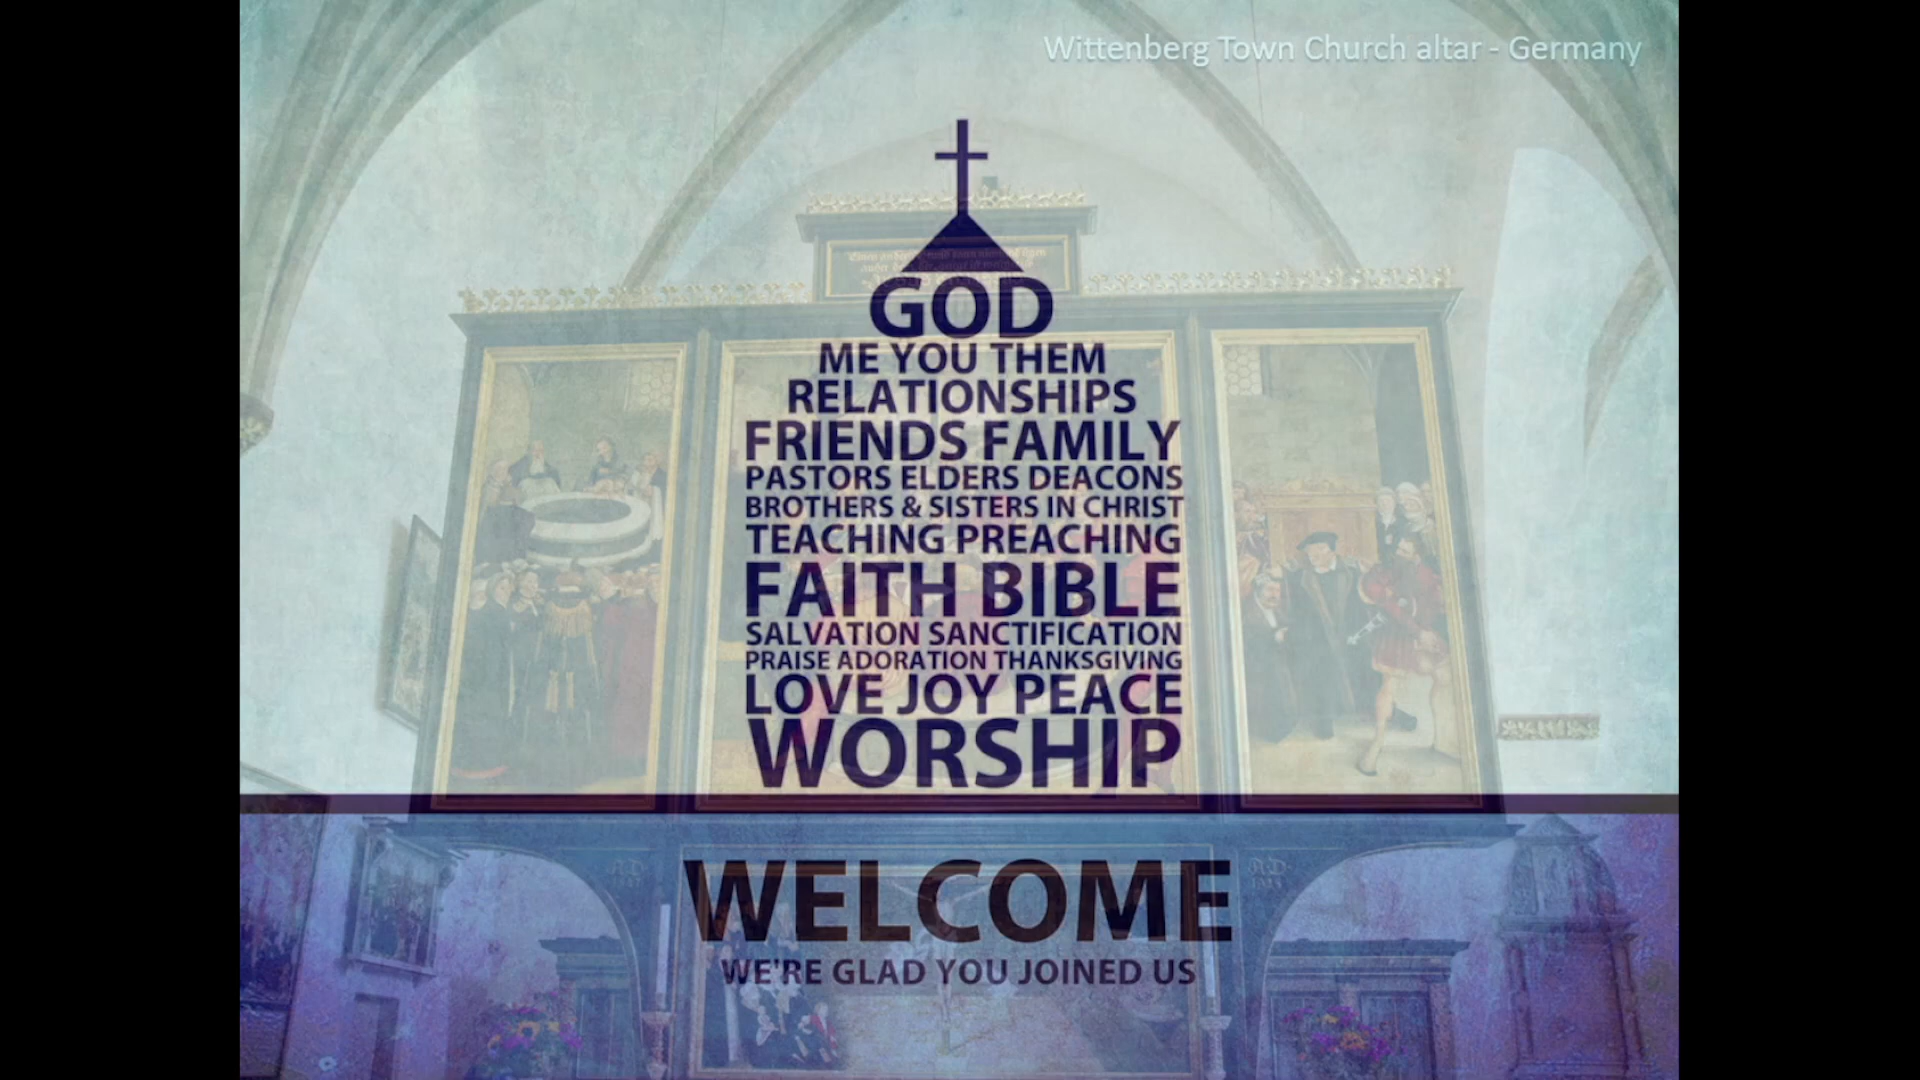 Wittenberg Town Church altar - Germany
GOD
ME YOU THEM
RELATIONSHIPS
FRIENDS FAMILY
PASTORS ELDERS DEACONS
BROTHERS & SISTERS IN CHRIST
TEACHING PREACHING
FAITH BIBLE
SALVATION SANCTIFICATION
PRAISE ADORATION THANKSGIVING
LOVE JOY PEACE
WORSHIP
WELCOME
WE'RE GLAD YOU JOINED US